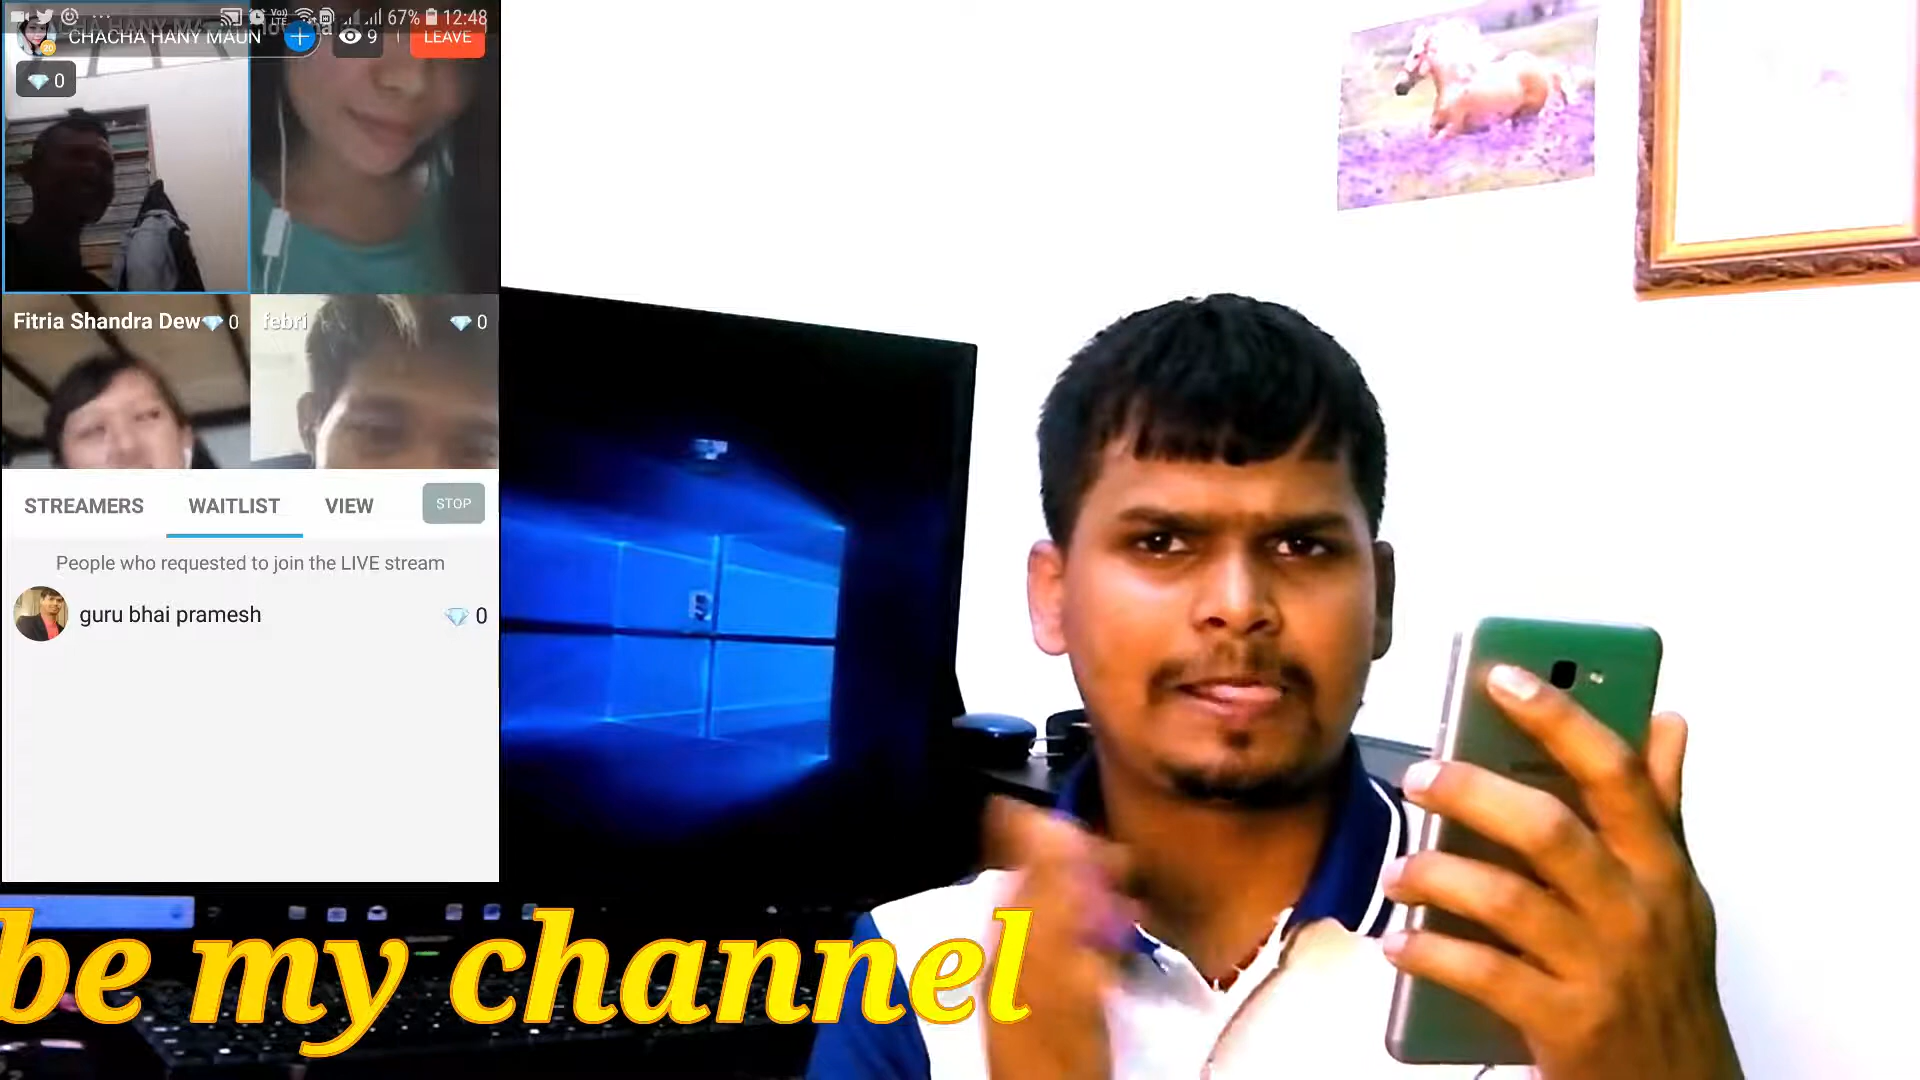 67% 12:48
CHACHA HANY MAUN
9
LEAVE
0
Fitria Shandra Dew 0
febri 0
STREAMERS WAITLIST VIEW STOP
People who requested to join the LIVE stream
guru bhai pramesh 0
be my channel